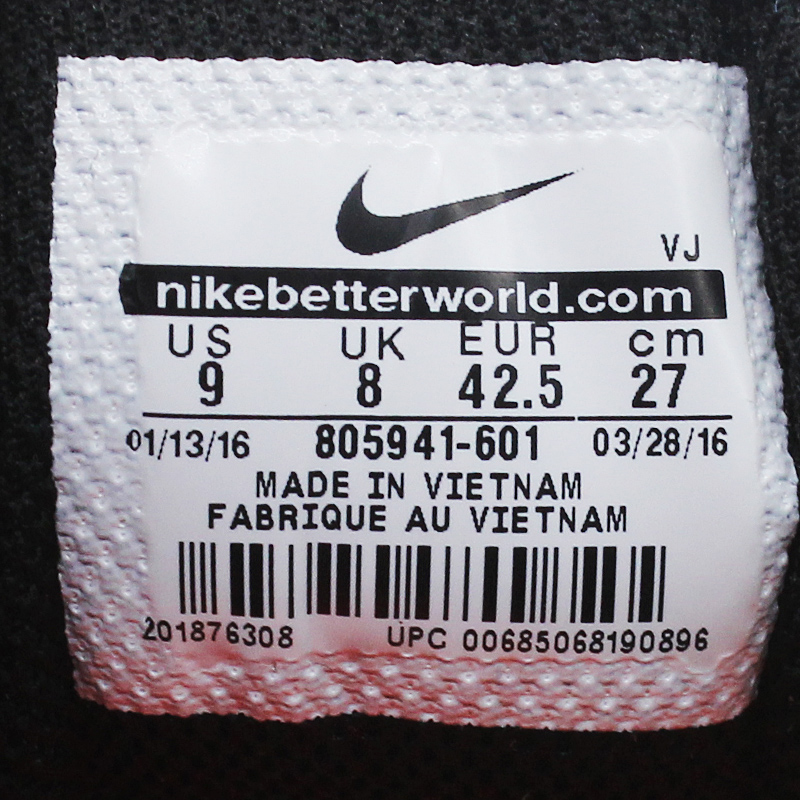 VJ
nikebetterworld.com
US UK EUR cm
9 8 42.5 27
01/13/16 805941-601 03/28/16
MADE IN VIETNAM
FABRIQUE AU VIETNAM
201876308 UPC 00685068190896